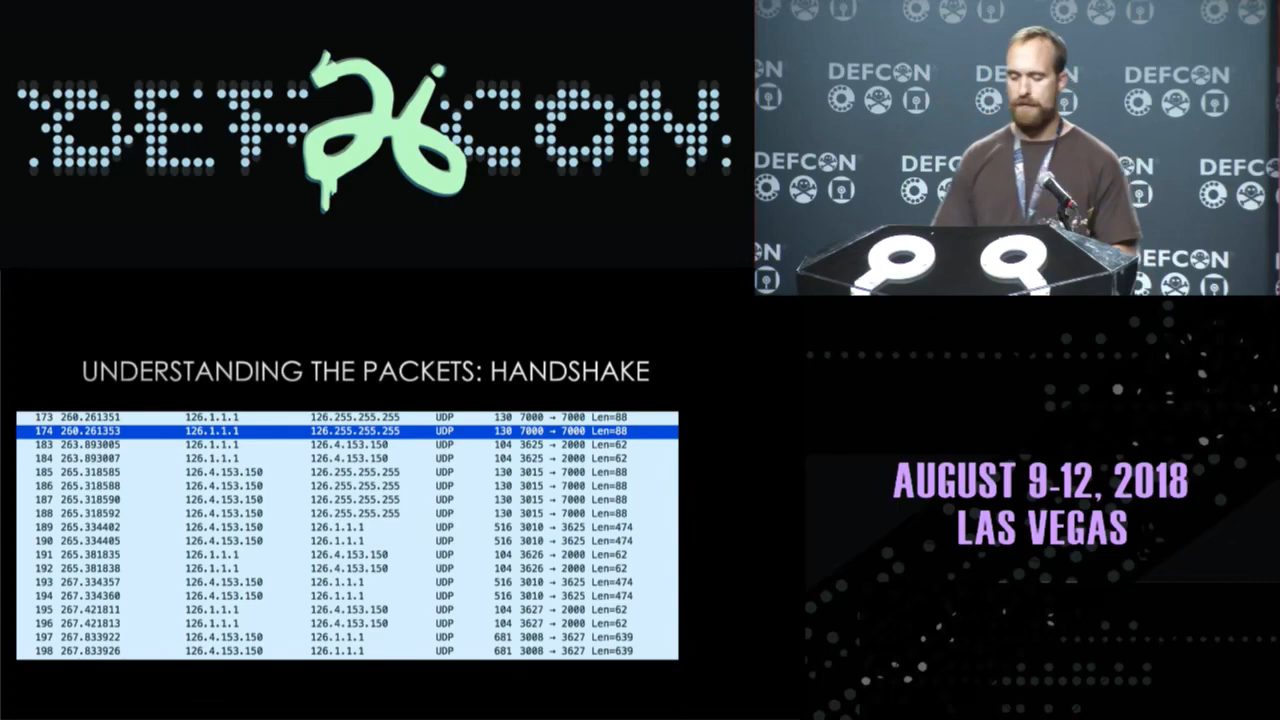 DEF CON
26
DEFCON
DEFCON
DEFCON
DEFCON
DEFCON
DEFCON
EFCON
UNDERSTANDING THE PACKETS: HANDSHAKE
173 260.261351 126.1.1.1 126.255.255.255 UDP 130 7000 → 7000 Len=88
174 260.261353 126.1.1.1 126.255.255.255 UDP 130 7000 → 7000 Len=88
183 263.893005 126.1.1.1 126.4.153.150 UDP 104 3625 → 2000 Len=62
184 263.893007 126.1.1.1 126.4.153.150 UDP 104 3625 → 2000 Len=62
185 265.318585 126.4.153.150 126.255.255.255 UDP 130 3015 → 7000 Len=88
186 265.318588 126.4.153.150 126.255.255.255 UDP 130 3015 → 7000 Len=88
187 265.318590 126.4.153.150 126.255.255.255 UDP 130 3015 → 7000 Len=88
188 265.318592 126.4.153.150 126.255.255.255 UDP 130 3015 → 7000 Len=88
189 265.334402 126.4.153.150 126.1.1.1 UDP 516 3010 → 3625 Len=474
190 265.334405 126.4.153.150 126.1.1.1 UDP 516 3010 → 3625 Len=474
191 265.381835 126.1.1.1 126.4.153.150 UDP 104 3626 → 2000 Len=62
192 265.381838 126.1.1.1 126.4.153.150 UDP 104 3626 → 2000 Len=62
193 267.334357 126.4.153.150 126.1.1.1 UDP 516 3010 → 3625 Len=474
194 267.334360 126.4.153.150 126.1.1.1 UDP 516 3010 → 3625 Len=474
195 267.421811 126.1.1.1 126.4.153.150 UDP 104 3627 → 2000 Len=62
196 267.421813 126.1.1.1 126.4.153.150 UDP 104 3627 → 2000 Len=62
197 267.833922 126.4.153.150 126.1.1.1 UDP 681 3008 → 3627 Len=639
198 267.833926 126.4.153.150 126.1.1.1 UDP 681 3008 → 3627 Len=639
AUGUST 9-12, 2018
LAS VEGAS